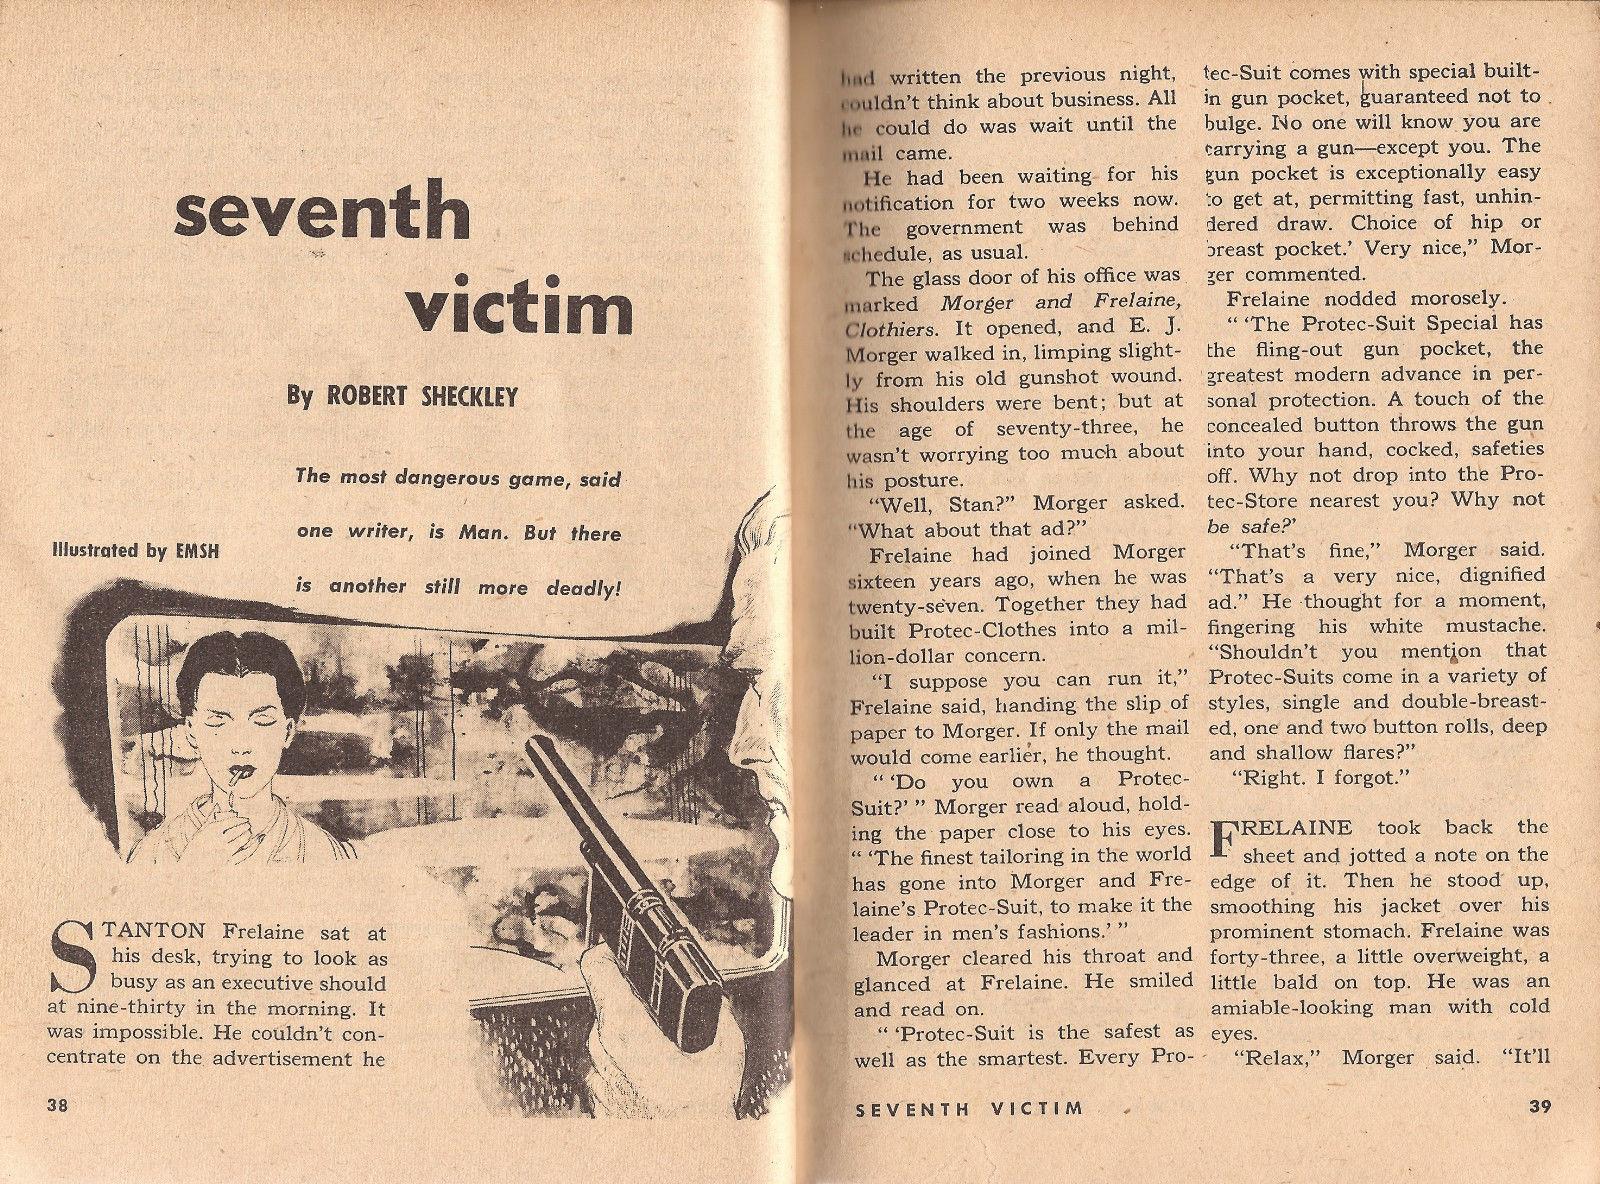 seventh
victim
By ROBERT SHECKLEY
The most dangerous game, said
one writer, is Man. But there
is another still more deadly!
Illustrated by EMSH
STANTON Frelaine sat at
his desk, trying to look as
busy as an executive should
at nine-thirty in the morning. It
was impossible. He couldn't con-
centrate on the advertisement he
38
had written the previous night,
couldn't think about business. All
he could do was wait until the
mail came.
He had been waiting for his
notification for two weeks now.
The government was behind
schedule, as usual.
The glass door of his office was
marked Morger and Frelaine,
Clothiers. It opened, and E. J.
Morger walked in, limping slight-
ly from his old gunshot wound.
His shoulders were bent; but at
the age of seventy-three, he
wasn't worrying too much about
his posture.
"Well, Stan?" Morger asked.
"What about that ad?"
Frelaine had joined Morger
sixteen years ago, when he was
twenty-seven. Together they had
built Protec-Clothes into a mil-
lion-dollar concern.
"I suppose you can run it,"
Frelaine said, handing the slip of
paper to Morger. If only the mail
would come earlier, he thought.
" 'Do you own a Protec-
Suit?' " Morger read aloud, hold-
ing the paper close to his eyes.
" 'The finest tailoring in the world
has gone into Morger and Fre-
laine's Protec-Suit, to make it the
leader in men's fashions.' "
Morger cleared his throat and
glanced at Frelaine. He smiled
and read on.
" 'Protec-Suit is the safest as
well as the smartest. Every Pro-
SEVENTH VICTIM
tec-Suit comes with special built-
in gun pocket, guaranteed not to
bulge. No one will know you are
carrying a gun—except you. The
gun pocket is exceptionally easy
to get at, permitting fast, unhin-
dered draw. Choice of hip or
breast pocket.' Very nice," Mor-
ger commented.
Frelaine nodded morosely.
" 'The Protec-Suit Special has
the fling-out gun pocket, the
greatest modern advance in per-
sonal protection. A touch of the
concealed button throws the gun
into your hand, cocked, safeties
off. Why not drop into the Pro-
tec-Store nearest you? Why not
be safe?'
"That's fine," Morger said.
"That's a very nice, dignified
ad." He thought for a moment,
fingering his white mustache.
"Shouldn't you mention that
Protec-Suits come in a variety of
styles, single and double-breast-
ed, one and two button rolls, deep
and shallow flares?"
"Right. I forgot."
FRELAINE took back the
sheet and jotted a note on the
edge of it. Then he stood up,
smoothing his jacket over his
prominent stomach. Frelaine was
forty-three, a little overweight, a
little bald on top. He was an
amiable-looking man with cold
eyes.
"Relax," Morger said. "It'll
39